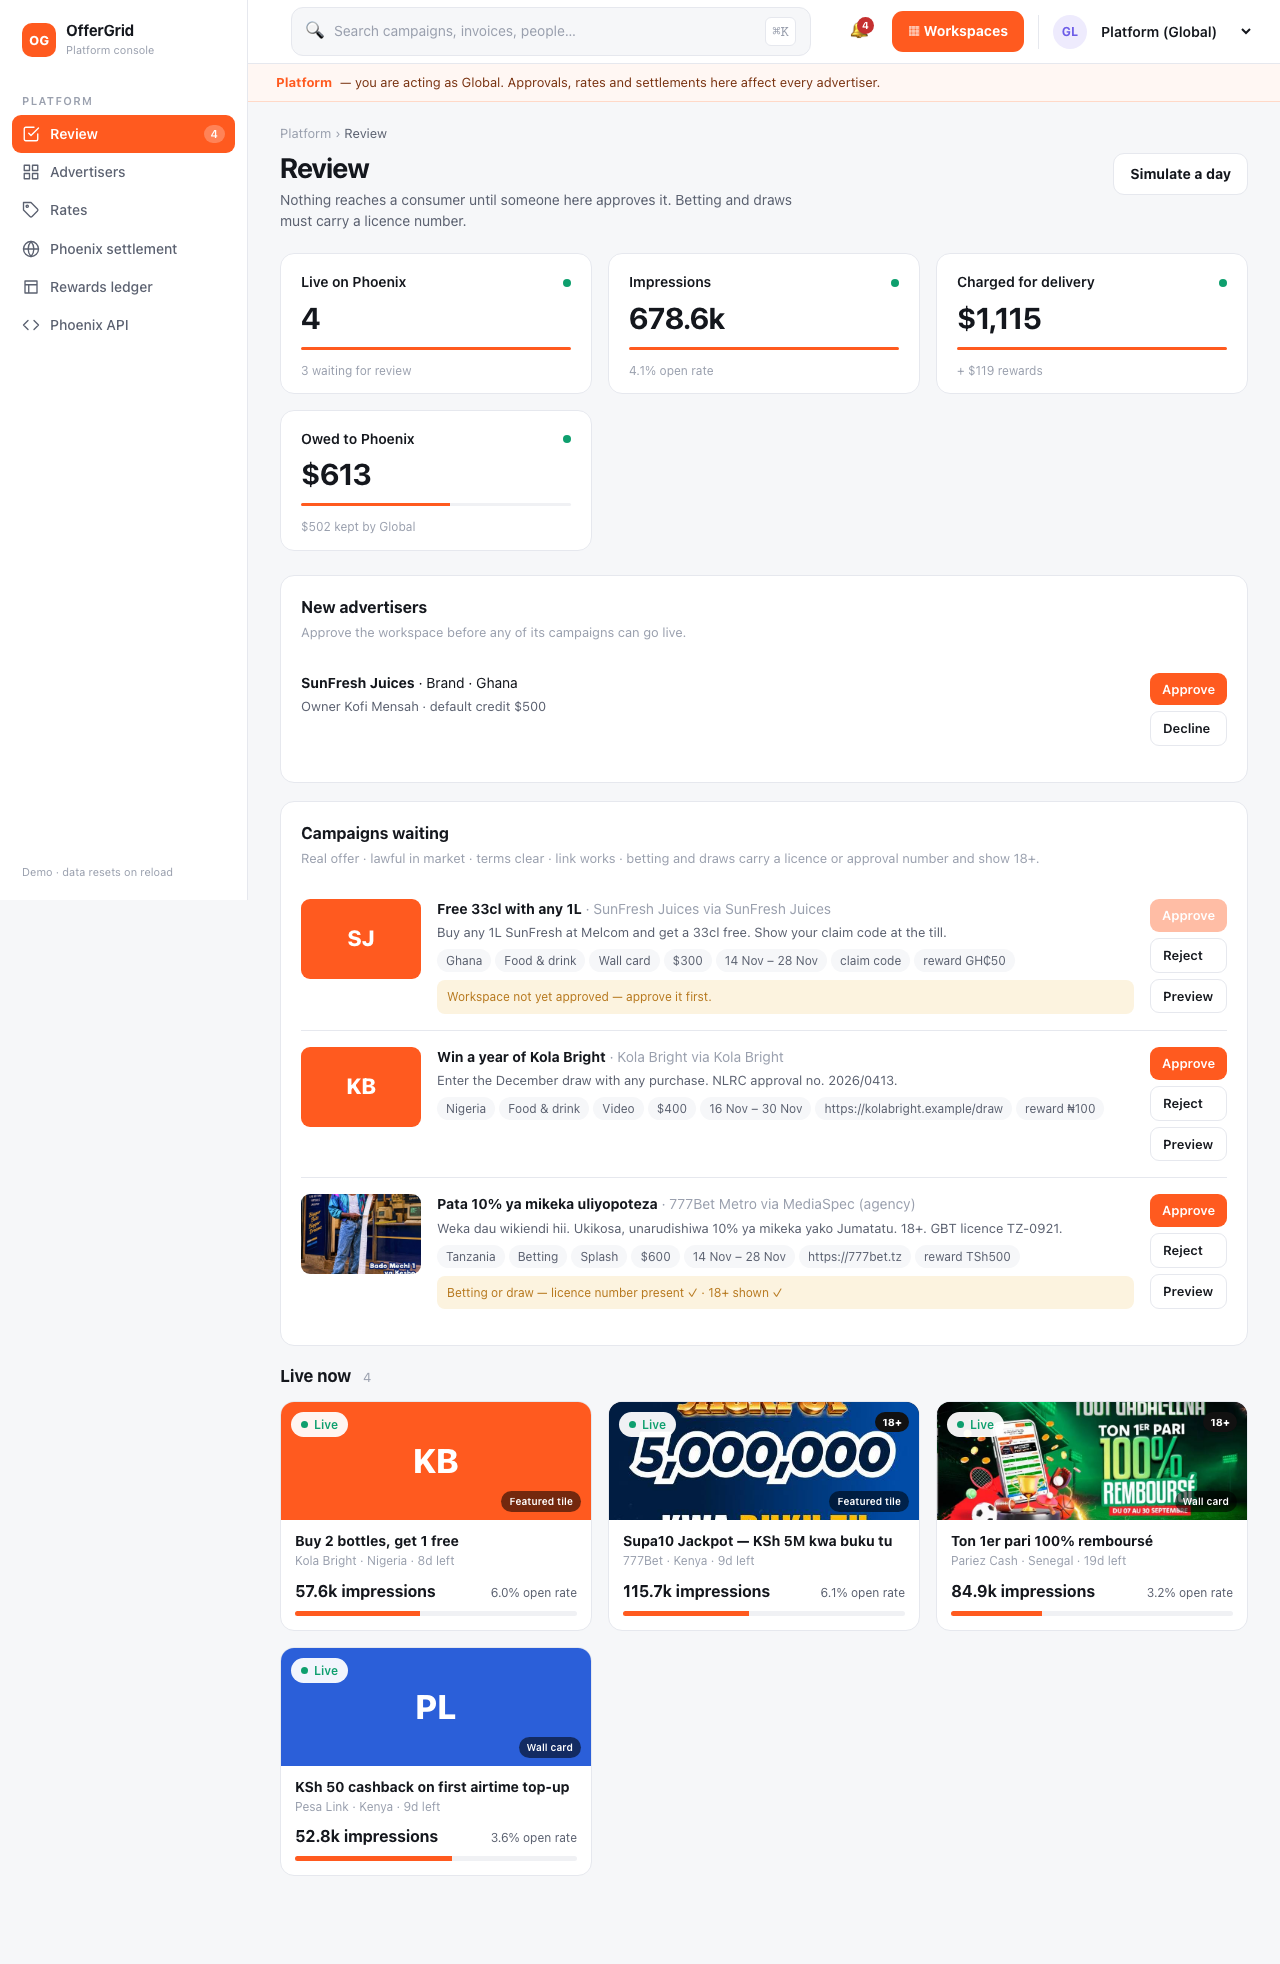 OG
OfferGrid
Platform console
PLATFORM
Review 4
Advertisers
Rates
Phoenix settlement
Rewards ledger
Phoenix API
Demo · data resets on reload
Search campaigns, invoices, people... ⌘K
4
Workspaces
GL
Platform (Global)
Platform — you are acting as Global. Approvals, rates and settlements here affect every advertiser.
Platform › Review
Review
Nothing reaches a consumer until someone here approves it. Betting and draws
must carry a licence number.
Simulate a day
Live on Phoenix
4
3 waiting for review
Impressions
678.6k
4.1% open rate
Charged for delivery
$1,115
+ $119 rewards
Owed to Phoenix
$613
$502 kept by Global
New advertisers
Approve the workspace before any of its campaigns can go live.
SunFresh Juices · Brand · Ghana
Owner Kofi Mensah · default credit $500
Approve
Decline
Campaigns waiting
Real offer · lawful in market · terms clear · link works · betting and draws carry a licence or approval number and show 18+.
SJ
Free 33cl with any 1L · SunFresh Juices via SunFresh Juices
Buy any 1L SunFresh at Melcom and get a 33cl free. Show your claim code at the till.
Ghana Food & drink Wall card $300 14 Nov – 28 Nov claim code reward GH₵50
Workspace not yet approved — approve it first.
Approve
Reject
Preview
KB
Win a year of Kola Bright · Kola Bright via Kola Bright
Enter the December draw with any purchase. NLRC approval no. 2026/0413.
Nigeria Food & drink Video $400 16 Nov – 30 Nov https://kolabright.example/draw reward ₦100
Approve
Reject
Preview
Bado Mechi 1
Pata 10% ya mikeka uliyopoteza · 777Bet Metro via MediaSpec (agency)
Weka dau wikiendi hii. Ukikosa, unarudishiwa 10% ya mikeka yako Jumatatu. 18+. GBT licence TZ-0921.
Tanzania Betting Splash $600 14 Nov – 28 Nov https://777bet.tz reward TSh500
Betting or draw — licence number present ✓ · 18+ shown ✓
Approve
Reject
Preview
Live now 4
Live
KB
Featured tile
Buy 2 bottles, get 1 free
Kola Bright · Nigeria · 8d left
57.6k impressions 6.0% open rate
JACKPOT
Live
18+
5,000,000
Featured tile
Supa10 Jackpot — KSh 5M kwa buku tu
777Bet · Kenya · 9d left
115.7k impressions 6.1% open rate
Live
18+
TON 1ER PARI
100%
REMBOURSÉ
Wall card
DU 07 AU 30 SEPTEMBRE
Ton 1er pari 100% remboursé
Pariez Cash · Senegal · 19d left
84.9k impressions 3.2% open rate
Live
PL
Wall card
KSh 50 cashback on first airtime top-up
Pesa Link · Kenya · 9d left
52.8k impressions 3.6% open rate